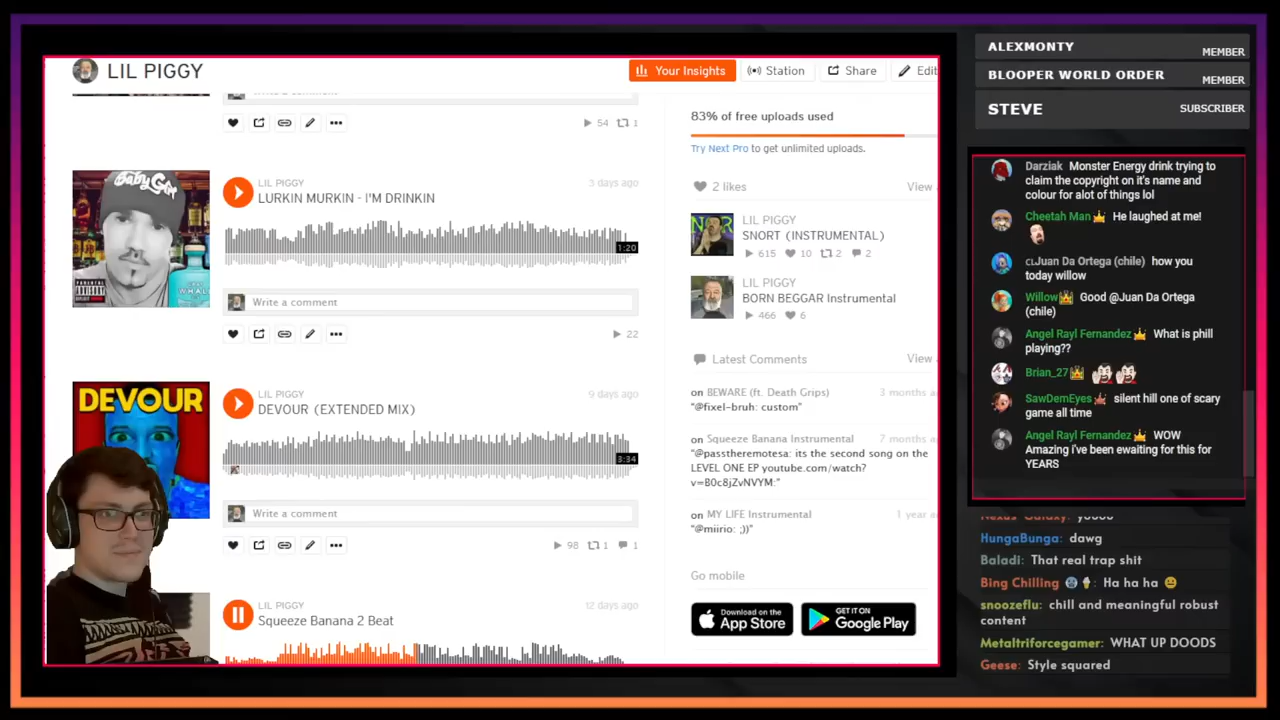 LIL PIGGY
Your Insights
Station
Share
Edit
54
1
LIL PIGGY
3 days ago
LURKIN MURKIN - I'M DRINKIN
1:20
Write a comment
22
LIL PIGGY
9 days ago
DEVOUR (EXTENDED MIX)
3:34
Write a comment
98
1
1
LIL PIGGY
12 days ago
Squeeze Banana 2 Beat
DEVOUR
83% of free uploads used
Try Next Pro to get unlimited uploads.
2 likes
View
LIL PIGGY
SNORT (INSTRUMENTAL)
615
10
2
2
LIL PIGGY
BORN BEGGAR Instrumental
466
6
Latest Comments
View
on BEWARE (ft. Death Grips)
3 months
"@fixel-bruh: custom"
on Squeeze Banana Instrumental
7 months
"@passtheremotesa: its the second song on the
LEVEL ONE EP youtube.com/watch?
v=B0c8jZvNVYM:"
on MY LIFE Instrumental
1 year
"@miirio: ;))"
Go mobile
Download on the
App Store
GET IT ON
Google Play
ALEXMONTY
MEMBER
BLOOPER WORLD ORDER
MEMBER
STEVE
SUBSCRIBER
Darziak Monster Energy drink trying to
claim the copyright on it's name and
colour for alot of things lol
Cheetah Man He laughed at me!
Juan Da Ortega (chile) how you
today willow
Willow Good @Juan Da Ortega
(chile)
Angel Rayl Fernandez What is phill
playing??
Brian_27
SawDemEyes silent hill one of scary
game all time
Angel Rayl Fernandez WOW
Amazing i've been ewaiting for this for
YEARS
HungaBunga: dawg
Baladi: That real trap shit
Bing Chilling : Ha ha ha
snoozeflu: chill and meaningful robust
content
Metaltriforcegamer: WHAT UP DOODS
Geese: Style squared